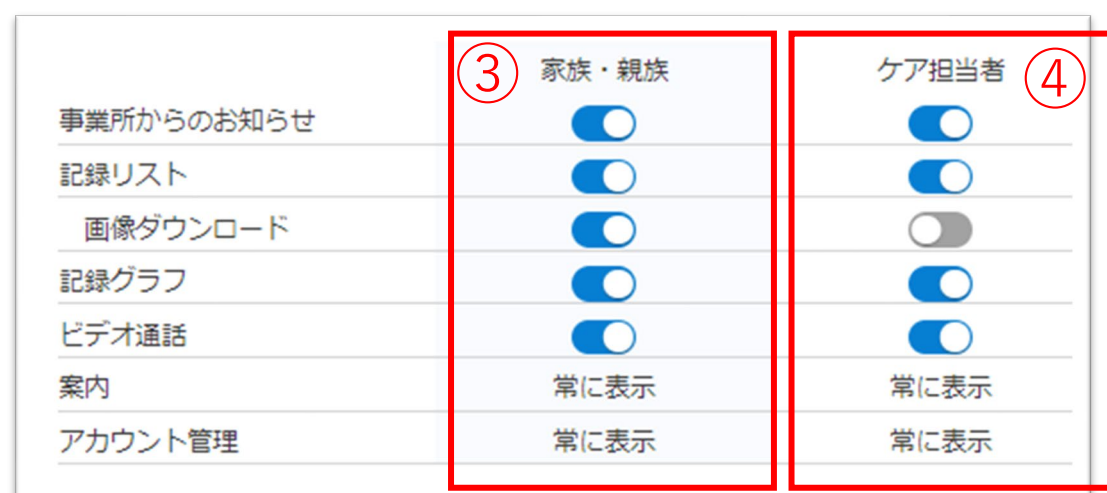 ③ 家族・親族 ケア担当者 ④
事業所からのお知らせ
記録リスト
画像ダウンロード
記録グラフ
ビデオ通話
案内 常に表示 常に表示
アカウント管理 常に表示 常に表示